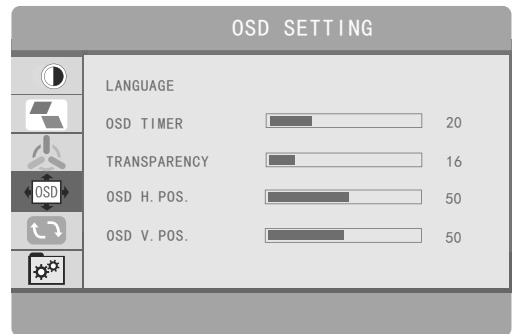 OSD SETTING
LANGUAGE
OSD TIMER 20
TRANSPARENCY 16
OSD
OSD H. POS. 50
OSD V. POS. 50